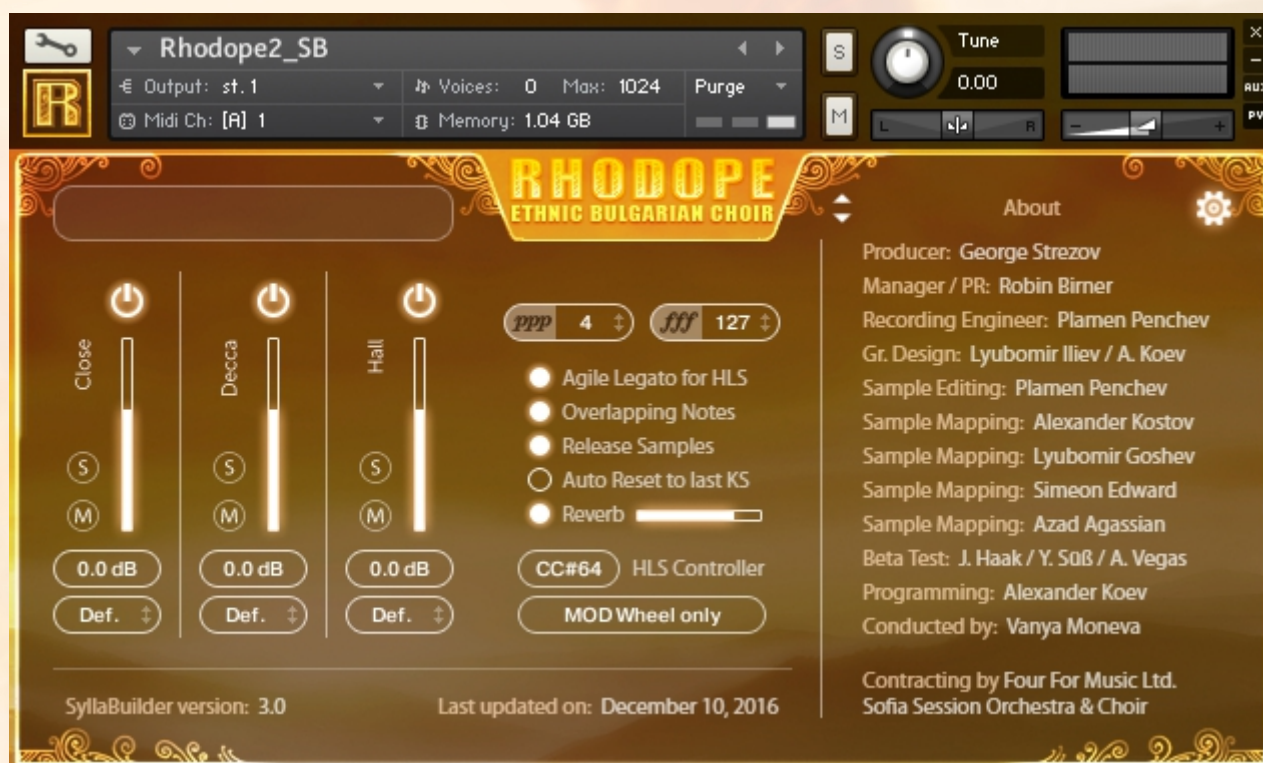 Rhodope2_SB
Output: st. 1
Voices: 0 Max: 1024
Purge
Midi Ch: [A] 1
Memory: 1.04 GB
S
M
Tune
0.00
L
R
-
+
×
-
AUX
PV
R
RHODOPE
ETHNIC BULGARIAN CHOIR
Close
S
M
0.0 dB
Def.
Decca
S
M
0.0 dB
Def.
Hall
S
M
0.0 dB
Def.
ppp 4
fff 127
Agile Legato for HLS
Overlapping Notes
Release Samples
Auto Reset to last KS
Reverb
CC#64 HLS Controller
MOD Wheel only
SyllaBuilder version: 3.0
Last updated on: December 10, 2016
About
Producer: George Strezov
Manager / PR: Robin Birner
Recording Engineer: Plamen Penchev
Gr. Design: Lyubomir Iliev / A. Koev
Sample Editing: Plamen Penchev
Sample Mapping: Alexander Kostov
Sample Mapping: Lyubomir Goshev
Sample Mapping: Simeon Edward
Sample Mapping: Azad Agassian
Beta Test: J. Haak / Y. Süß / A. Vegas
Programming: Alexander Koev
Conducted by: Vanya Moneva
Contracting by Four For Music Ltd.
Sofia Session Orchestra & Choir